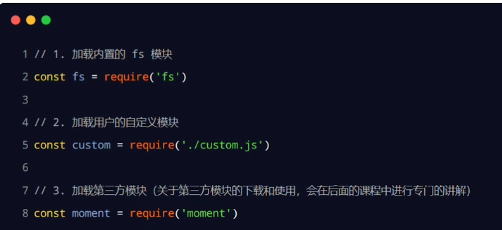 1 // 1. 加载内置的 fs 模块
2 const fs = require('fs')
3
4 // 2. 加载用户的自定义模块
5 const custom = require('./custom.js')
6
7 // 3. 加载第三方模块（关于第三方模块的下载和使用，会在后面的课程中进行专门的讲解）
8 const moment = require('moment')